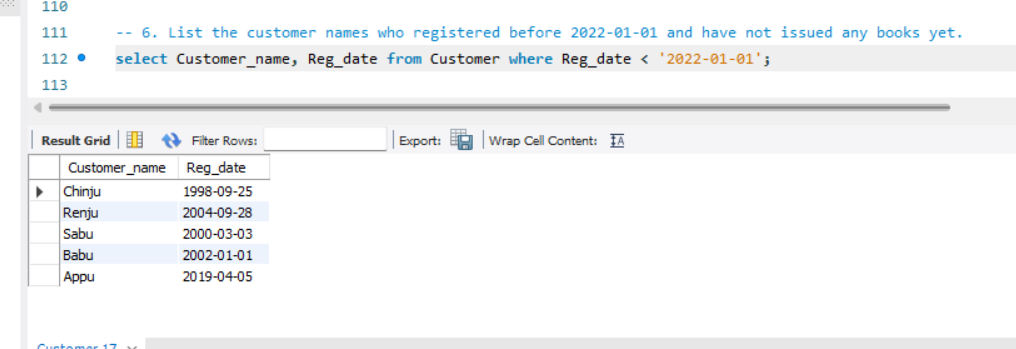 110
111 -- 6. List the customer names who registered before 2022-01-01 and have not issued any books yet.
112 select Customer_name, Reg_date from Customer where Reg_date < '2022-01-01';
113
Result Grid Filter Rows: Export: Wrap Cell Content:
Customer_name Reg_date
Chinju 1998-09-25
Renju 2004-09-28
Sabu 2000-03-03
Babu 2002-01-01
Appu 2019-04-05
Customer 17